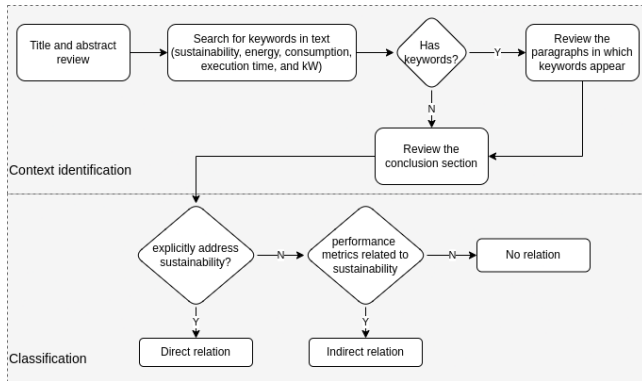 Title and abstract
review
Search for keywords in text
(sustainability, energy, consumption,
execution time, and kW)
Has
keywords?
Y
Review the
paragraphs in which
keywords appear
N
Review the
conclusion section
Context identification
explicitly address
sustainability?
N
performance
metrics related to
sustainability
N
No relation
Y
Y
Direct relation
Indirect relation
Classification